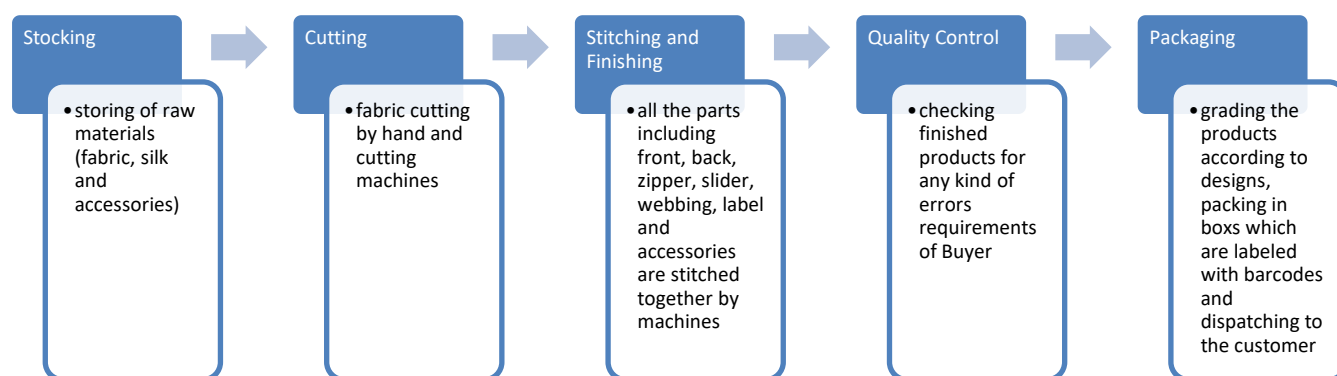 Stocking
•storing of raw
materials
(fabric, silk
and
accessories)
Cutting
•fabric cutting
by hand and
cutting
machines
Stitching and
Finishing
•all the parts
including
front, back,
zipper, slider,
webbing, label
and
accessories
are stitched
together by
machines
Quality Control
•checking
finished
products for
any kind of
errors
requirements
of Buyer
Packaging
•grading the
products
according to
designs,
packing in
boxs which
are labeled
with barcodes
and
dispatching to
the customer